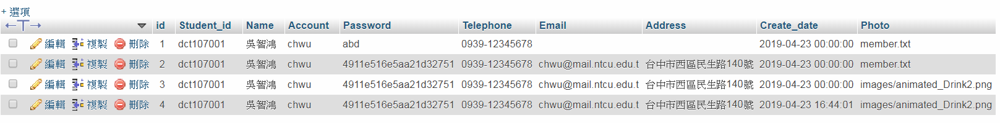 + 選項
←T→ id Student_id Name Account Password Telephone Email Address Create_date Photo
編輯 複製 刪除 1 dct107001 吳智鴻 chwu abd 0939-12345678 2019-04-23 00:00:00 member.txt
編輯 複製 刪除 2 dct107001 吳智鴻 chwu 4911e516e5aa21d32751 0939-12345678 chwu@mail.ntcu.edu.t 台中市西區民生路140號 2019-04-23 00:00:00 member.txt
編輯 複製 刪除 3 dct107001 吳智鴻 chwu 4911e516e5aa21d32751 0939-12345678 chwu@mail.ntcu.edu.t 台中市西區民生路140號 2019-04-23 00:00:00 images/animated_Drink2.png
編輯 複製 刪除 4 dct107001 吳智鴻 chwu 4911e516e5aa21d32751 0939-12345678 chwu@mail.ntcu.edu.t 台中市西區民生路140號 2019-04-23 16:44:01 images/animated_Drink2.png